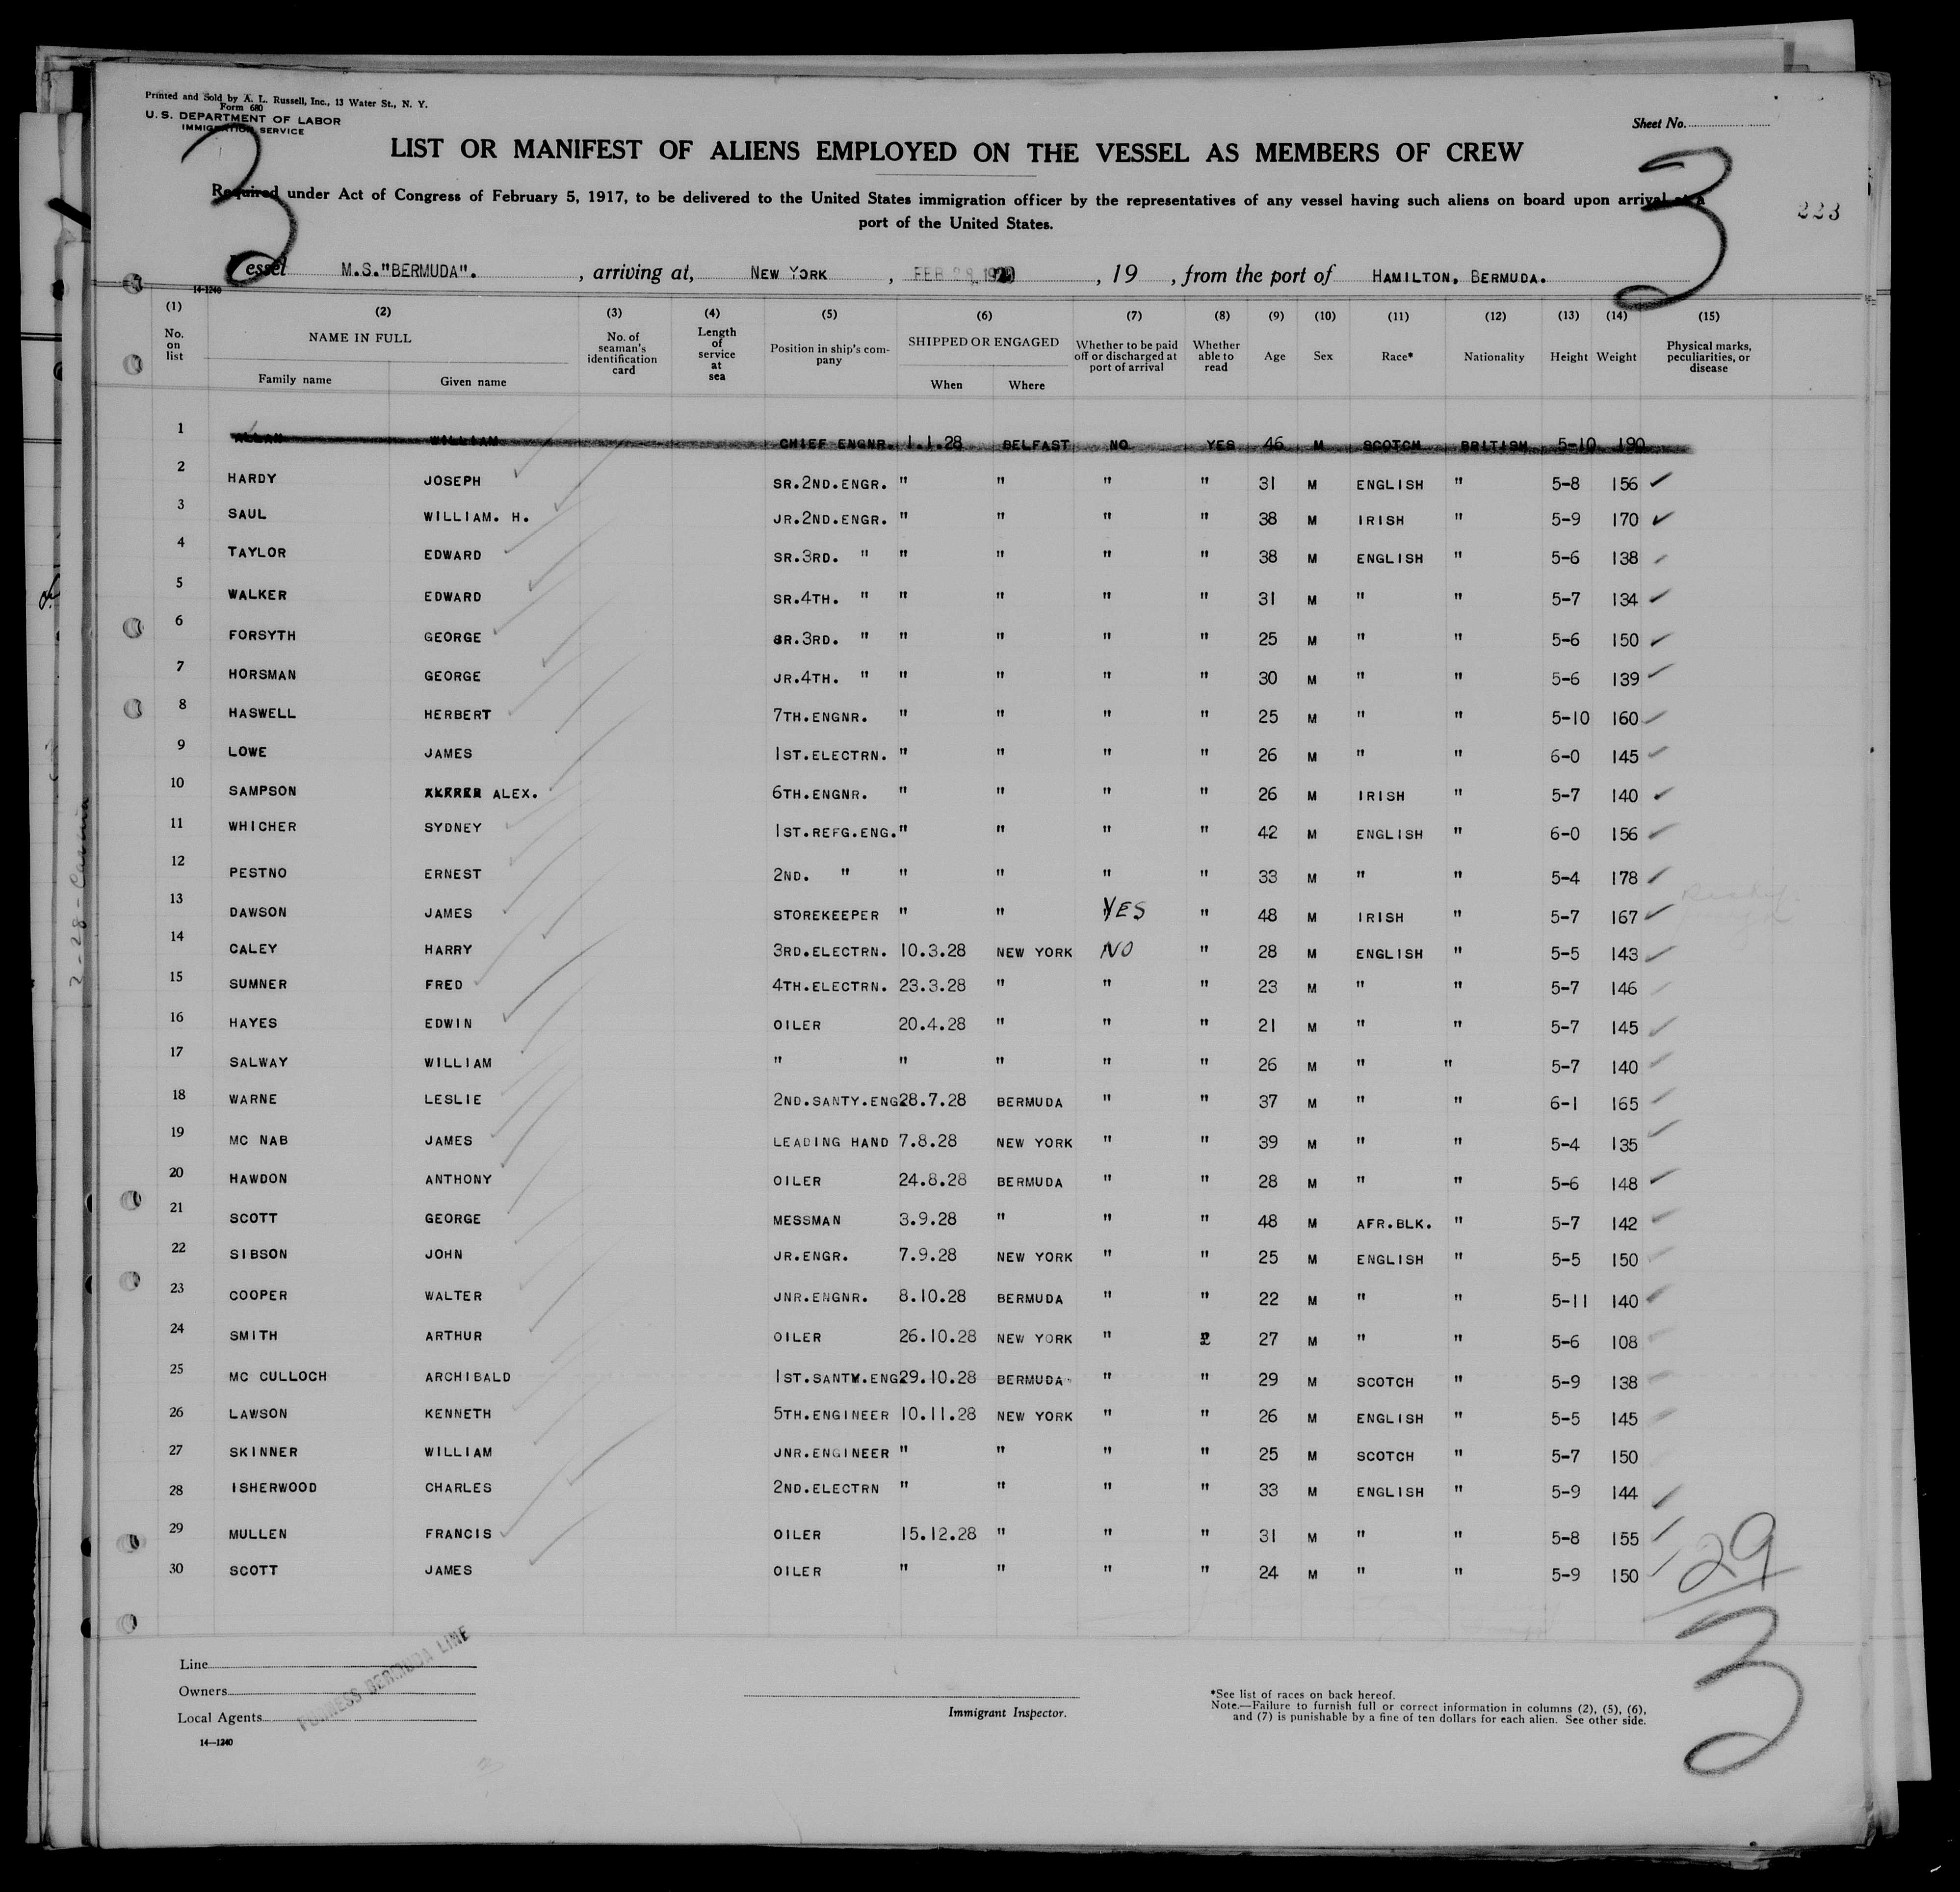 Printed and Sold by A. L. Russell, Inc., 13 Water St., N. Y.
Form 680
U. S. DEPARTMENT OF LABOR
IMMIGRATION SERVICE
Sheet No.
3 3
LIST OR MANIFEST OF ALIENS EMPLOYED ON THE VESSEL AS MEMBERS OF CREW
Required under Act of Congress of February 5, 1917, to be delivered to the United States immigration officer by the representatives of any vessel having such aliens on board upon arrival at a
port of the United States.
223
Vessel M.S."BERMUDA". , arriving at, NEW YORK , FEB 28 19 , 19 , from the port of HAMILTON, BERMUDA.
14-1240
(1) (2) (3) (4) (5) (6) (7) (8) (9) (10) (11) (12) (13) (14) (15)
No. on list NAME IN FULL No. of seaman's identification card Length of service at sea Position in ship's company SHIPPED OR ENGAGED Whether to be paid off or discharged at port of arrival Whether able to read Age Sex Race* Nationality Height Weight Physical marks, peculiarities, or disease
Family name Given name When Where
1 ALLAN WILLIAM CHIEF ENGNR. 1.1.28 BELFAST NO YES 46 M SCOTCH BRITISH 5-10 190
2 HARDY JOSEPH SR.2ND.ENGR. " " " " 31 M ENGLISH " 5-8 156
3 SAUL WILLIAM. H. JR.2ND.ENGR. " " " " 38 M IRISH " 5-9 170
4 TAYLOR EDWARD SR.3RD. " " " " " 38 M ENGLISH " 5-6 138
5 WALKER EDWARD SR.4TH. " " " " " 31 M " " 5-7 134
6 FORSYTH GEORGE JR.3RD. " " " " " 25 M " " 5-6 150
7 HORSMAN GEORGE JR.4TH. " " " " " 30 M " " 5-6 139
8 HASWELL HERBERT 7TH.ENGNR. " " " " 25 M " " 5-10 160
9 LOWE JAMES 1ST.ELECTRN. " " " " 26 M " " 6-0 145
10 SAMPSON ALEX. 6TH.ENGNR. " " " " 26 M IRISH " 5-7 140
11 WHICHER SYDNEY 1ST.REFG.ENG. " " " " 42 M ENGLISH " 6-0 156
12 PESTNO ERNEST 2ND. " " " " " 33 M " " 5-4 178
13 DAWSON JAMES STOREKEEPER " " YES " 48 M IRISH " 5-7 167
14 CALEY HARRY 3RD.ELECTRN. 10.3.28 NEW YORK NO " 28 M ENGLISH " 5-5 143
15 SUMNER FRED 4TH.ELECTRN. 23.3.28 " " " 23 M " " 5-7 146
16 HAYES EDWIN OILER 20.4.28 " " " 21 M " " 5-7 145
17 SALWAY WILLIAM " " " " " 26 M " " 5-7 140
18 WARNE LESLIE 2ND.SANTY.ENG 28.7.28 BERMUDA " " 37 M " " 6-1 165
19 MC NAB JAMES LEADING HAND 7.8.28 NEW YORK " " 39 M " " 5-4 135
20 HAWDON ANTHONY OILER 24.8.28 BERMUDA " " 28 M " " 5-6 148
21 SCOTT GEORGE MESSMAN 3.9.28 " " " 48 M AFR.BLK. " 5-7 142
22 SIBSON JOHN JR.ENGR. 7.9.28 NEW YORK " " 25 M ENGLISH " 5-5 150
23 COOPER WALTER JNR.ENGNR. 8.10.28 BERMUDA " " 22 M " " 5-11 140
24 SMITH ARTHUR OILER 26.10.28 NEW YORK " " 27 M " " 5-6 108
25 MC CULLOCH ARCHIBALD 1ST.SANTY.ENG 29.10.28 BERMUDA " " 29 M SCOTCH " 5-9 138
26 LAWSON KENNETH 5TH.ENGINEER 10.11.28 NEW YORK " " 26 M ENGLISH " 5-5 145
27 SKINNER WILLIAM JNR.ENGINEER " " " " 25 M SCOTCH " 5-7 150
28 ISHERWOOD CHARLES 2ND.ELECTRN " " " " 33 M ENGLISH " 5-9 144
29 MULLEN FRANCIS OILER 15.12.28 " " " 31 M " " 5-8 155
30 SCOTT JAMES OILER " " " " 24 M " " 5-9 150
29
3
Line
Owners
Local Agents
FURNESS BERMUDA LINE
14—1240
Immigrant Inspector.
*See list of races on back hereof.
Note.—Failure to furnish full or correct information in columns (2), (5), (6),
and (7) is punishable by a fine of ten dollars for each alien. See other side.